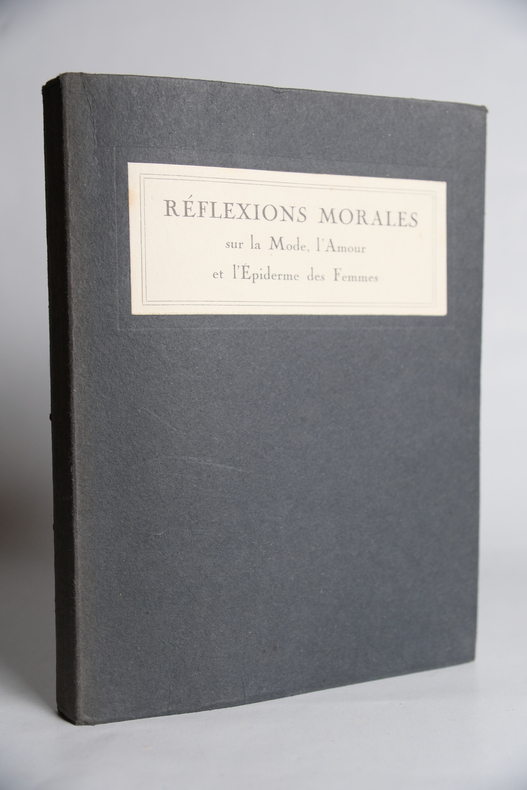 RÉFLEXIONS MORALES
sur la Mode, l'Amour
et l'Épiderme des Femmes